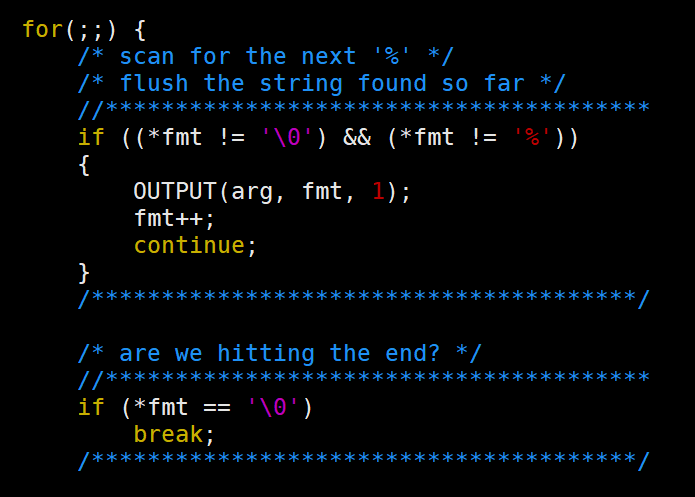 for(;;) {
    /* scan for the next '%' */
    /* flush the string found so far */
    //***************************************
    if ((*fmt != '\0') && (*fmt != '%'))
    {
        OUTPUT(arg, fmt, 1);
        fmt++;
        continue;
    }
    /***************************************/

    /* are we hitting the end? */
    //***************************************
    if (*fmt == '\0')
        break;
    /***************************************/